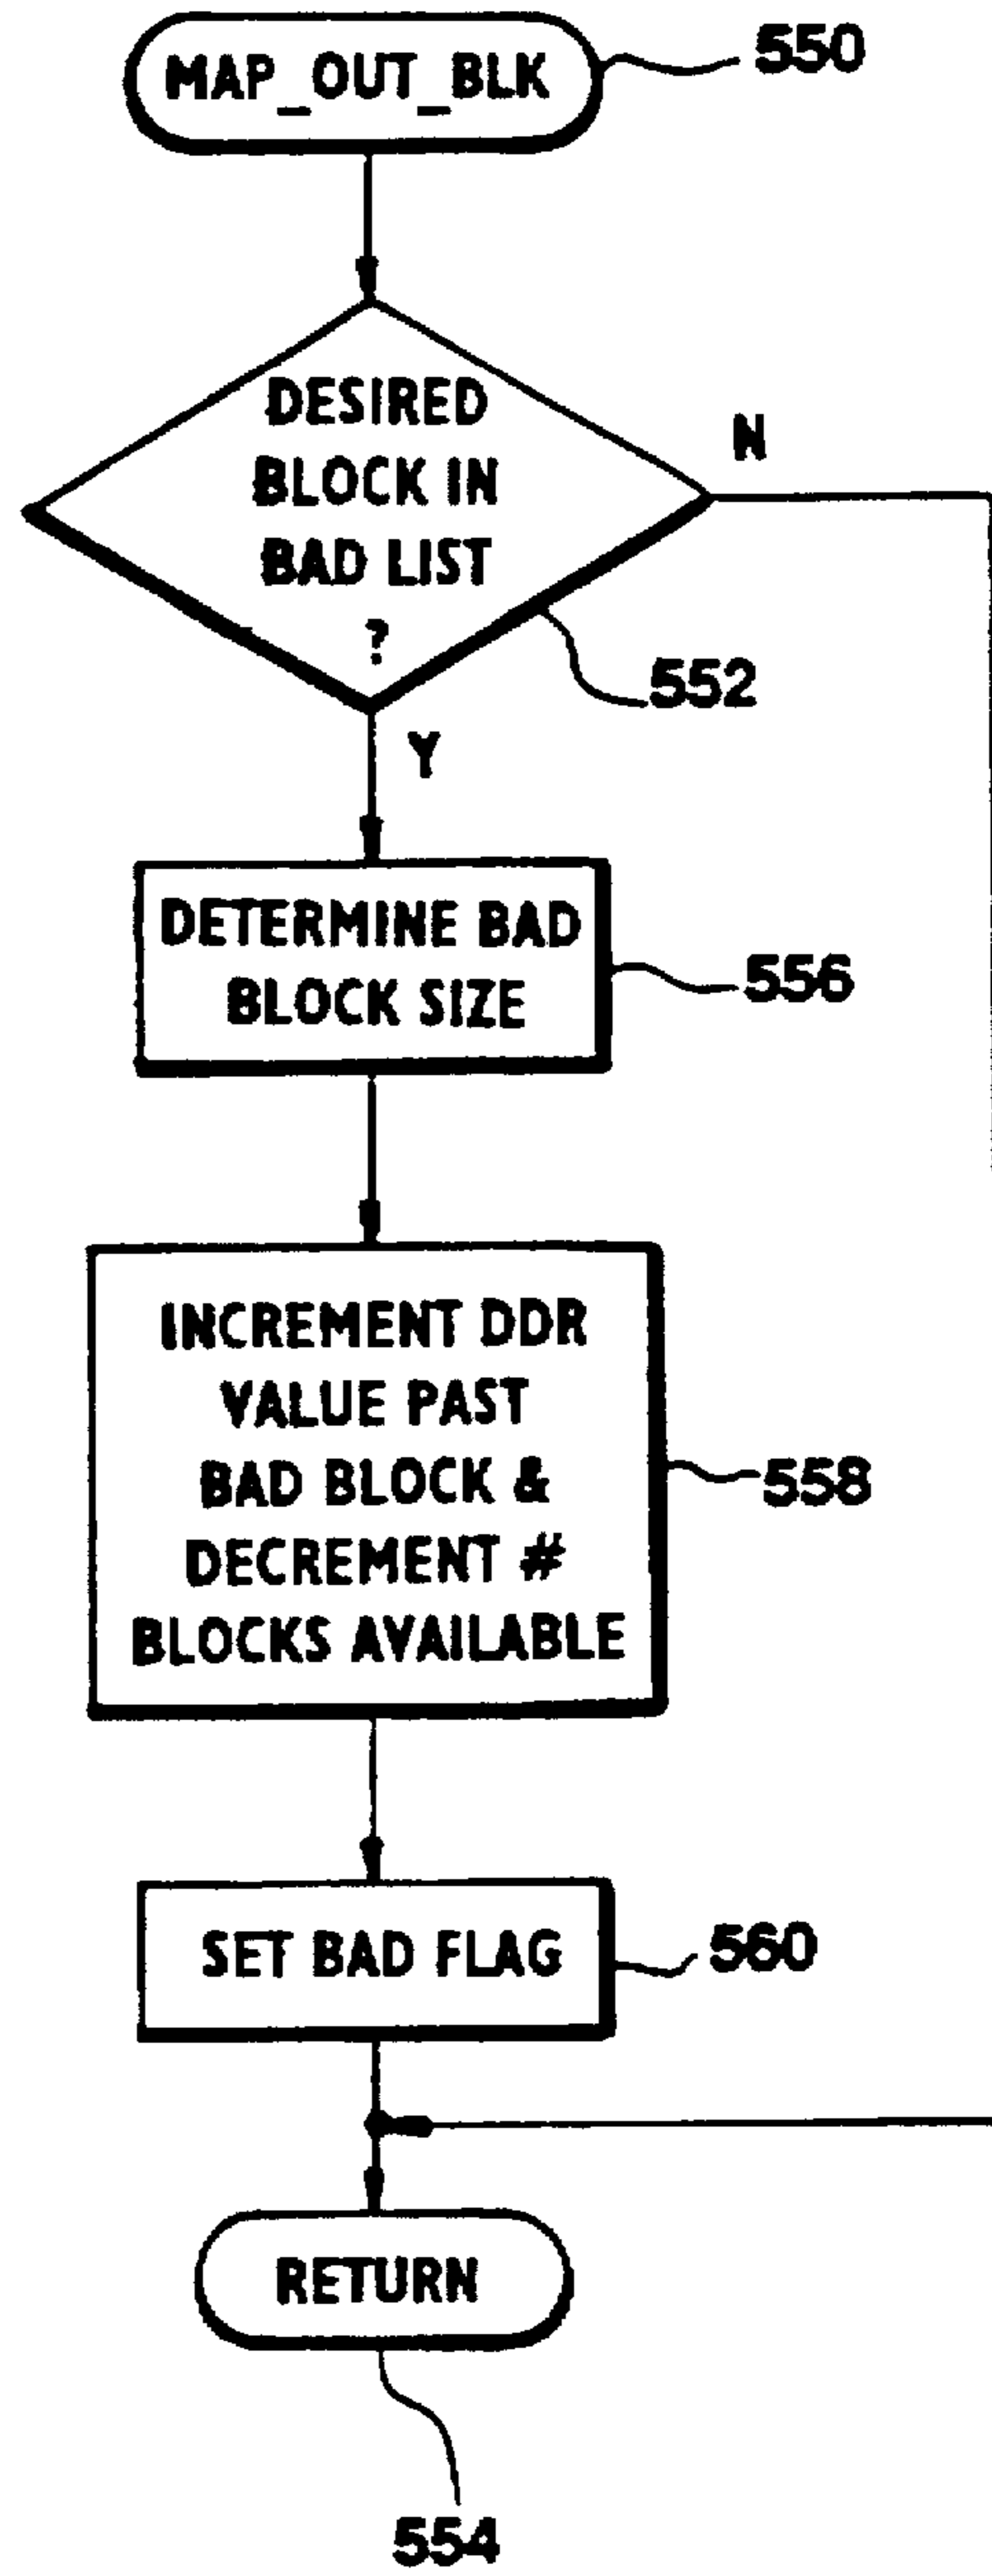 MAP_OUT_BLK
550
DESIRED
BLOCK IN
BAD LIST
?
N
552
Y
DETERMINE BAD
BLOCK SIZE
556
INCREMENT DDR
VALUE PAST
BAD BLOCK &
DECREMENT #
BLOCKS AVAILABLE
558
SET BAD FLAG
560
RETURN
554